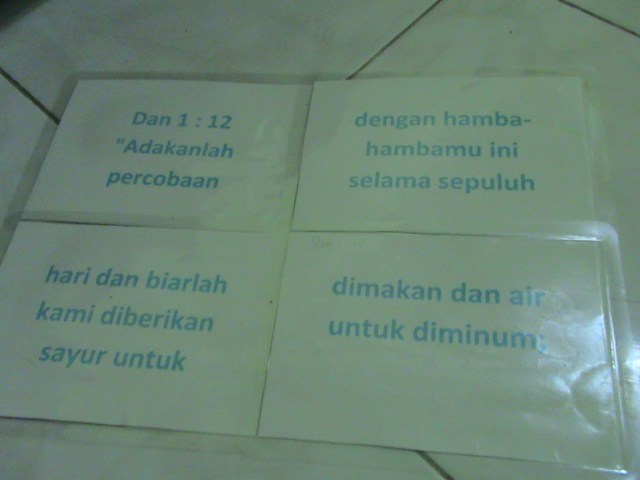 Dan 1 : 12
"Adakanlah
percobaan
dengan hamba-
hambamu ini
selama sepuluh
hari dan biarlah
kami diberikan
sayur untuk
dimakan dan air
untuk diminum;